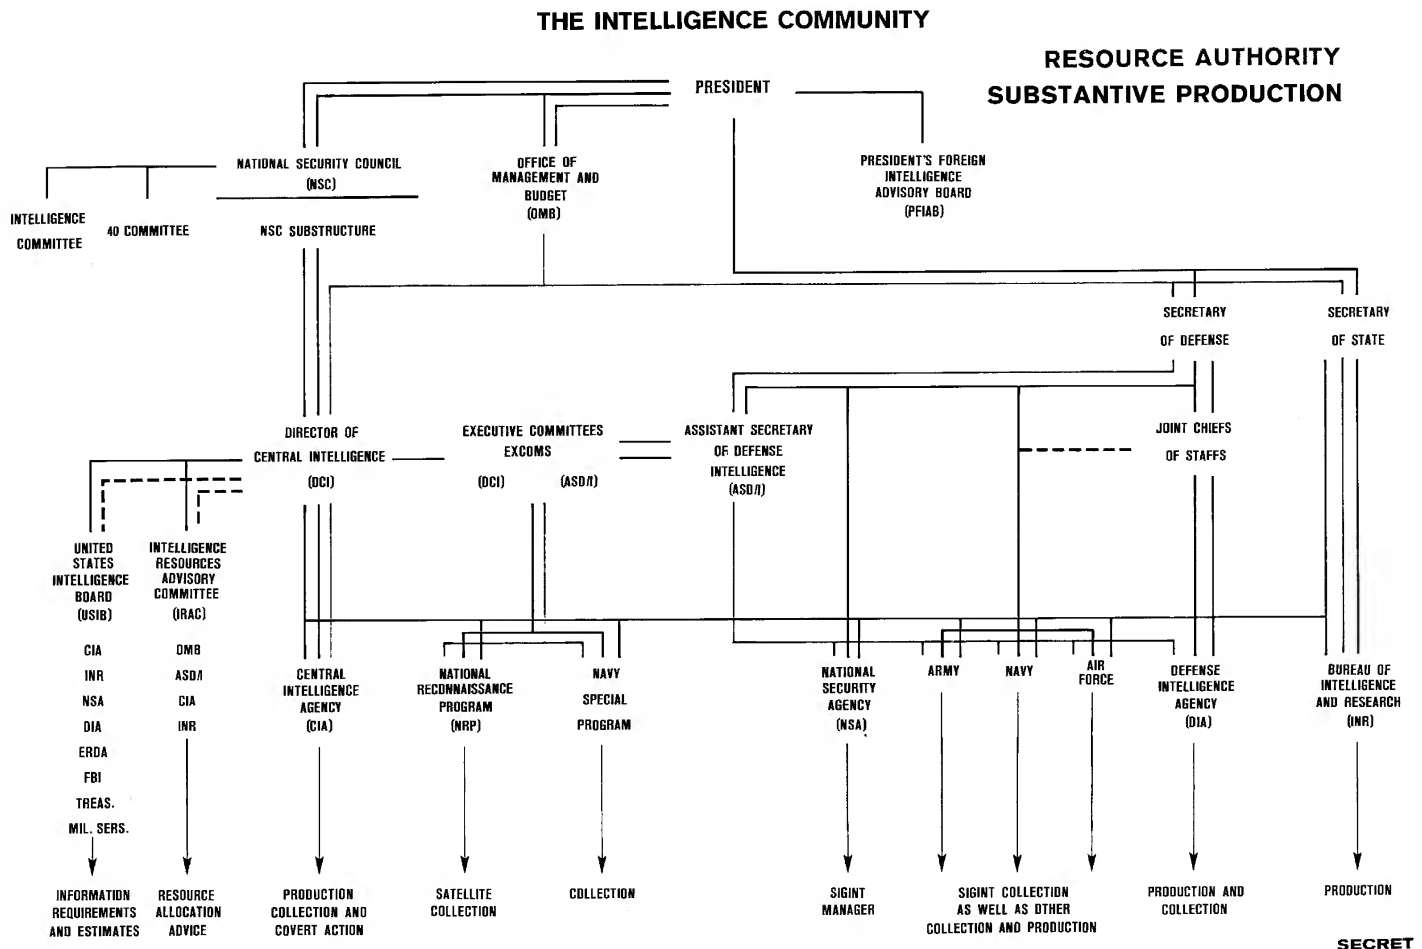 THE INTELLIGENCE COMMUNITY
RESOURCE AUTHORITY
SUBSTANTIVE PRODUCTION
PRESIDENT
NATIONAL SECURITY COUNCIL
(NSC)
OFFICE OF
MANAGEMENT AND
BUDGET
(OMB)
PRESIDENT'S FOREIGN
INTELLIGENCE
ADVISORY BOARD
(PFIAB)
INTELLIGENCE
COMMITTEE
40 COMMITTEE
NSC SUBSTRUCTURE
SECRETARY
OF DEFENSE
SECRETARY
OF STATE
DIRECTOR OF
CENTRAL INTELLIGENCE
(DCI)
EXECUTIVE COMMITTEES
EXCOMS
(DCI) (ASD/I)
ASSISTANT SECRETARY
OF DEFENSE
INTELLIGENCE
(ASD/I)
JOINT CHIEFS
OF STAFFS
UNITED
STATES
INTELLIGENCE
BOARD
(USIB)
CIA
INR
NSA
DIA
ERDA
FBI
TREAS.
MIL. SERS.
INTELLIGENCE
RESOURCES
ADVISORY
COMMITTEE
(IRAC)
OMB
ASD/I
CIA
INR
CENTRAL
INTELLIGENCE
AGENCY
(CIA)
NATIONAL
RECONNAISSANCE
PROGRAM
(NRP)
NAVY
SPECIAL
PROGRAM
NATIONAL
SECURITY
AGENCY
(NSA)
ARMY
NAVY
AIR
FORCE
DEFENSE
INTELLIGENCE
AGENCY
(DIA)
BUREAU OF
INTELLIGENCE
AND RESEARCH
(INR)
INFORMATION
REQUIREMENTS
AND ESTIMATES
RESOURCE
ALLOCATION
ADVICE
PRODUCTION
COLLECTION AND
COVERT ACTION
SATELLITE
COLLECTION
COLLECTION
SIGINT
MANAGER
SIGINT COLLECTION
AS WELL AS OTHER
COLLECTION AND PRODUCTION
PRODUCTION AND
COLLECTION
PRODUCTION
SECRET